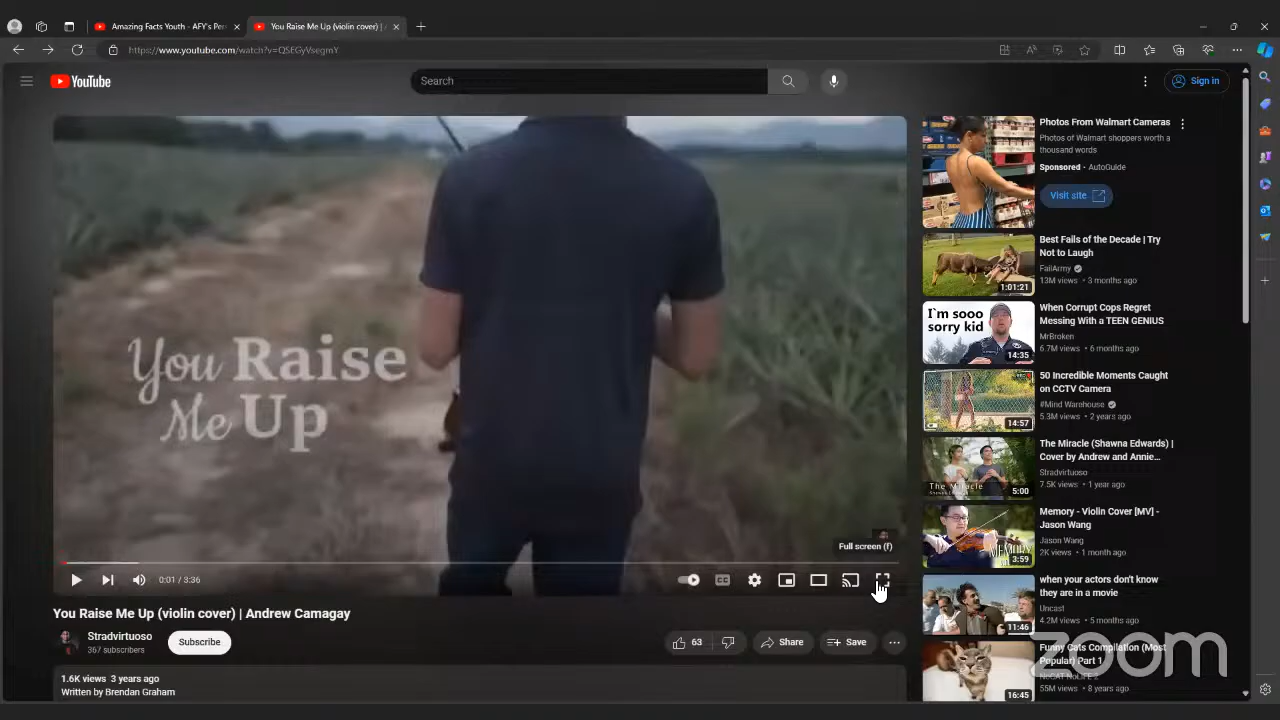 Amazing Facts Youth - AFY's Per
You Raise Me Up (violin cover) | A
https://www.youtube.com/watch?v=QSEGyVsegmY
YouTube
Search
Sign in
You Raise
Me Up
Full screen (f)
0:01 / 3:36
You Raise Me Up (violin cover) | Andrew Camagay
Stradvirtuoso
367 subscribers
Subscribe
63
Share
Save
1.6K views 3 years ago
Written by Brendan Graham
Photos From Walmart Cameras
Photos of Walmart shoppers worth a
thousand words
Sponsored · AutoGuide
Visit site
Best Fails of the Decade | Try
Not to Laugh
FailArmy
13M views · 3 months ago
1:01:21
I'm sooo
sorry kid
14:35
When Corrupt Cops Regret
Messing With a TEEN GENIUS
MrBroken
6.7M views · 6 months ago
50 Incredible Moments Caught
on CCTV Camera
#Mind Warehouse
5.3M views · 2 years ago
14:57
The Miracle (Shawna Edwards) |
Cover by Andrew and Annie...
Stradvirtuoso
7.5K views · 1 year ago
The Miracle
5:00
Memory - Violin Cover [MV] -
Jason Wang
Jason Wang
2K views · 1 month ago
MEMORY
3:59
when your actors don't know
they are in a movie
Uncast
4.2M views · 5 months ago
11:46
Funny Cats Compilation (Most
Popular) Part 1
NoCAT NoLiFE 2
55M views · 8 years ago
16:45
zoom